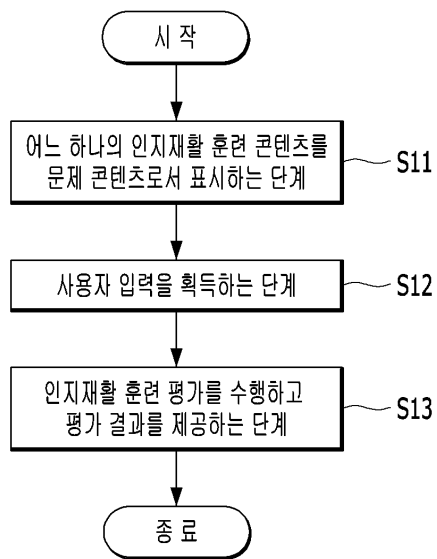 시 작
어느 하나의 인지재활 훈련 콘텐츠를
문제 콘텐츠로서 표시하는 단계
S11
사용자 입력을 획득하는 단계
S12
인지재활 훈련 평가를 수행하고
평가 결과를 제공하는 단계
S13
종 료